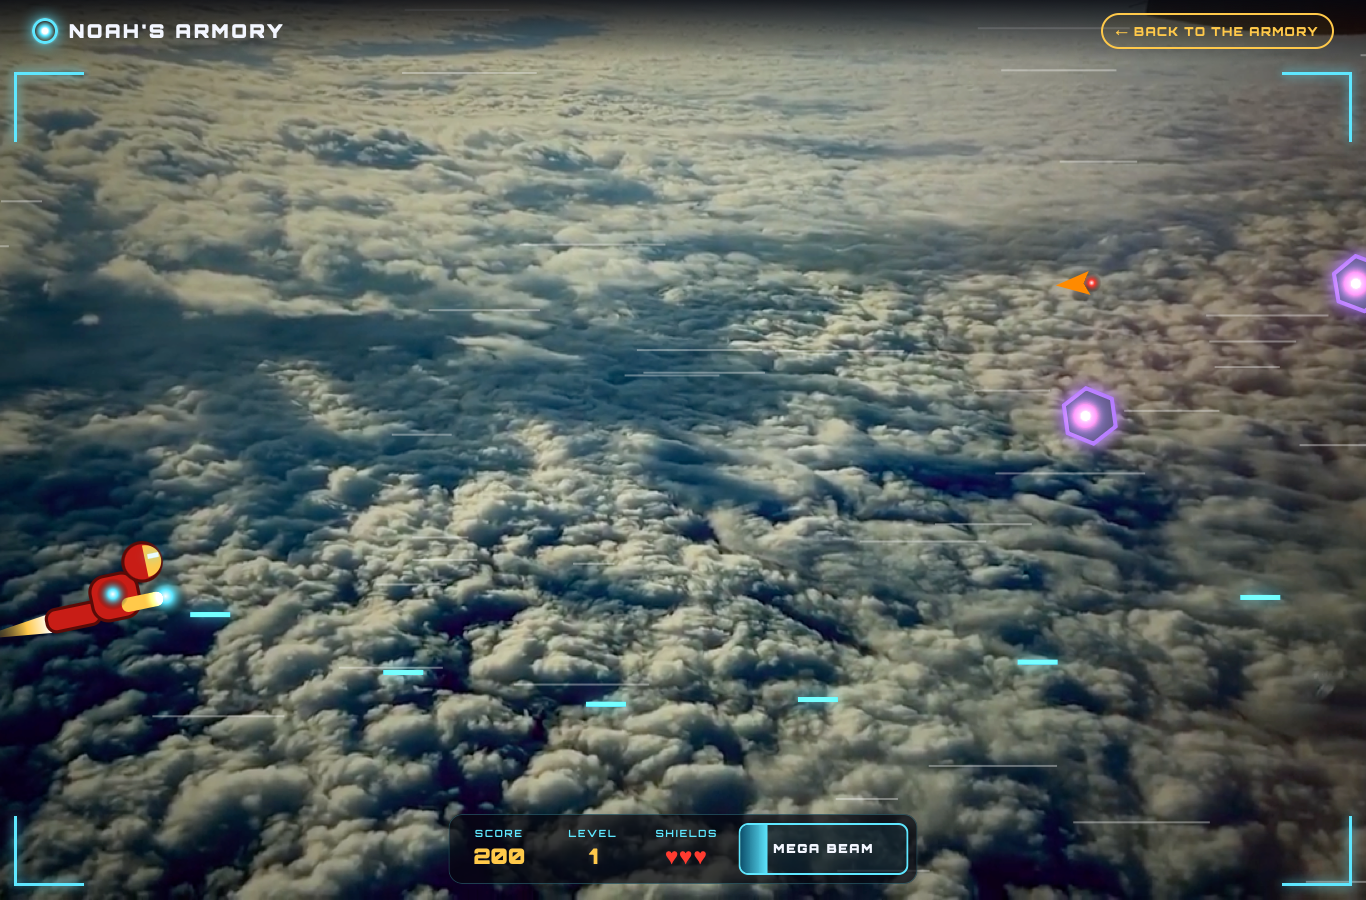 NOAH'S ARMORY
← BACK TO THE ARMORY
SCORE
200
LEVEL
1
SHIELDS
♥♥♥
MEGA BEAM